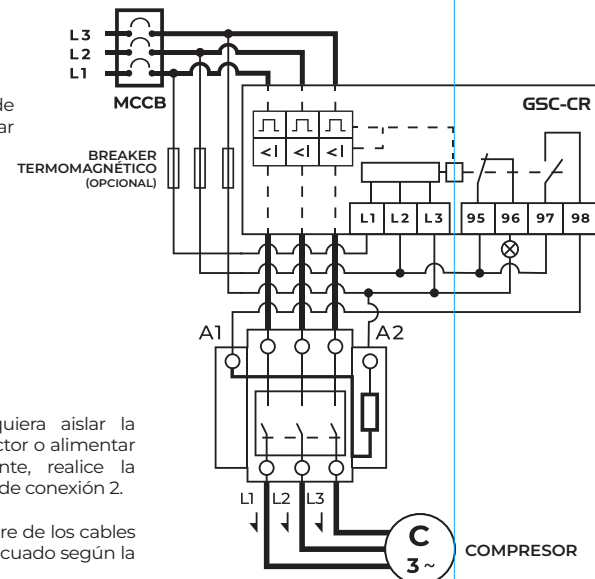 L3
L2
L1
MCCB
de
ar
GSC-CR
BREAKER
TERMOMAGNÉTICO
(OPCIONAL)
<I <I <I
L1 L2 L3 95 96 97 98
A1 A2
quiera aislar la
ctor o alimentar
nte, realice la
de conexión 2.
re de los cables
cuado según la
L1 L2 L3
C
3~
COMPRESOR